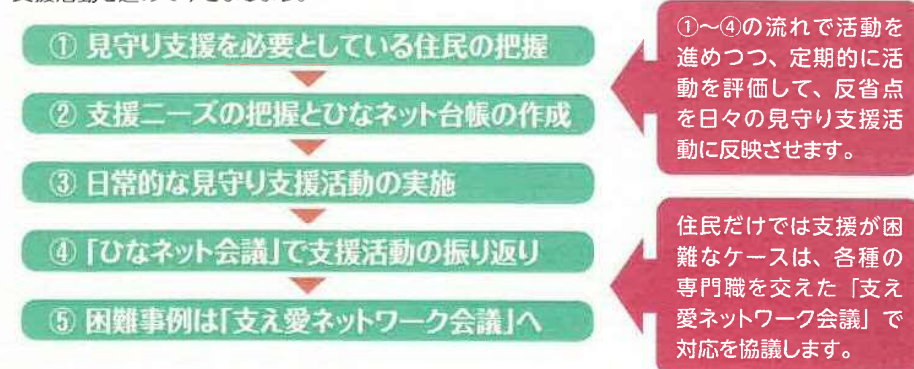 ① 見守り支援を必要としている住民の把握
② 支援ニーズの把握とひなネット台帳の作成
③ 日常的な見守り支援活動の実施
④「ひなネット会議」で支援活動の振り返り
⑤ 困難事例は「支え愛ネットワーク会議」へ
①〜④の流れで活動を
進めつつ、定期的に活
動を評価して、反省点
を日々の見守り支援活
動に反映させます。
住民だけでは支援が困
難なケースは、各種の
専門職を交えた「支え
愛ネットワーク会議」で
対応を協議します。